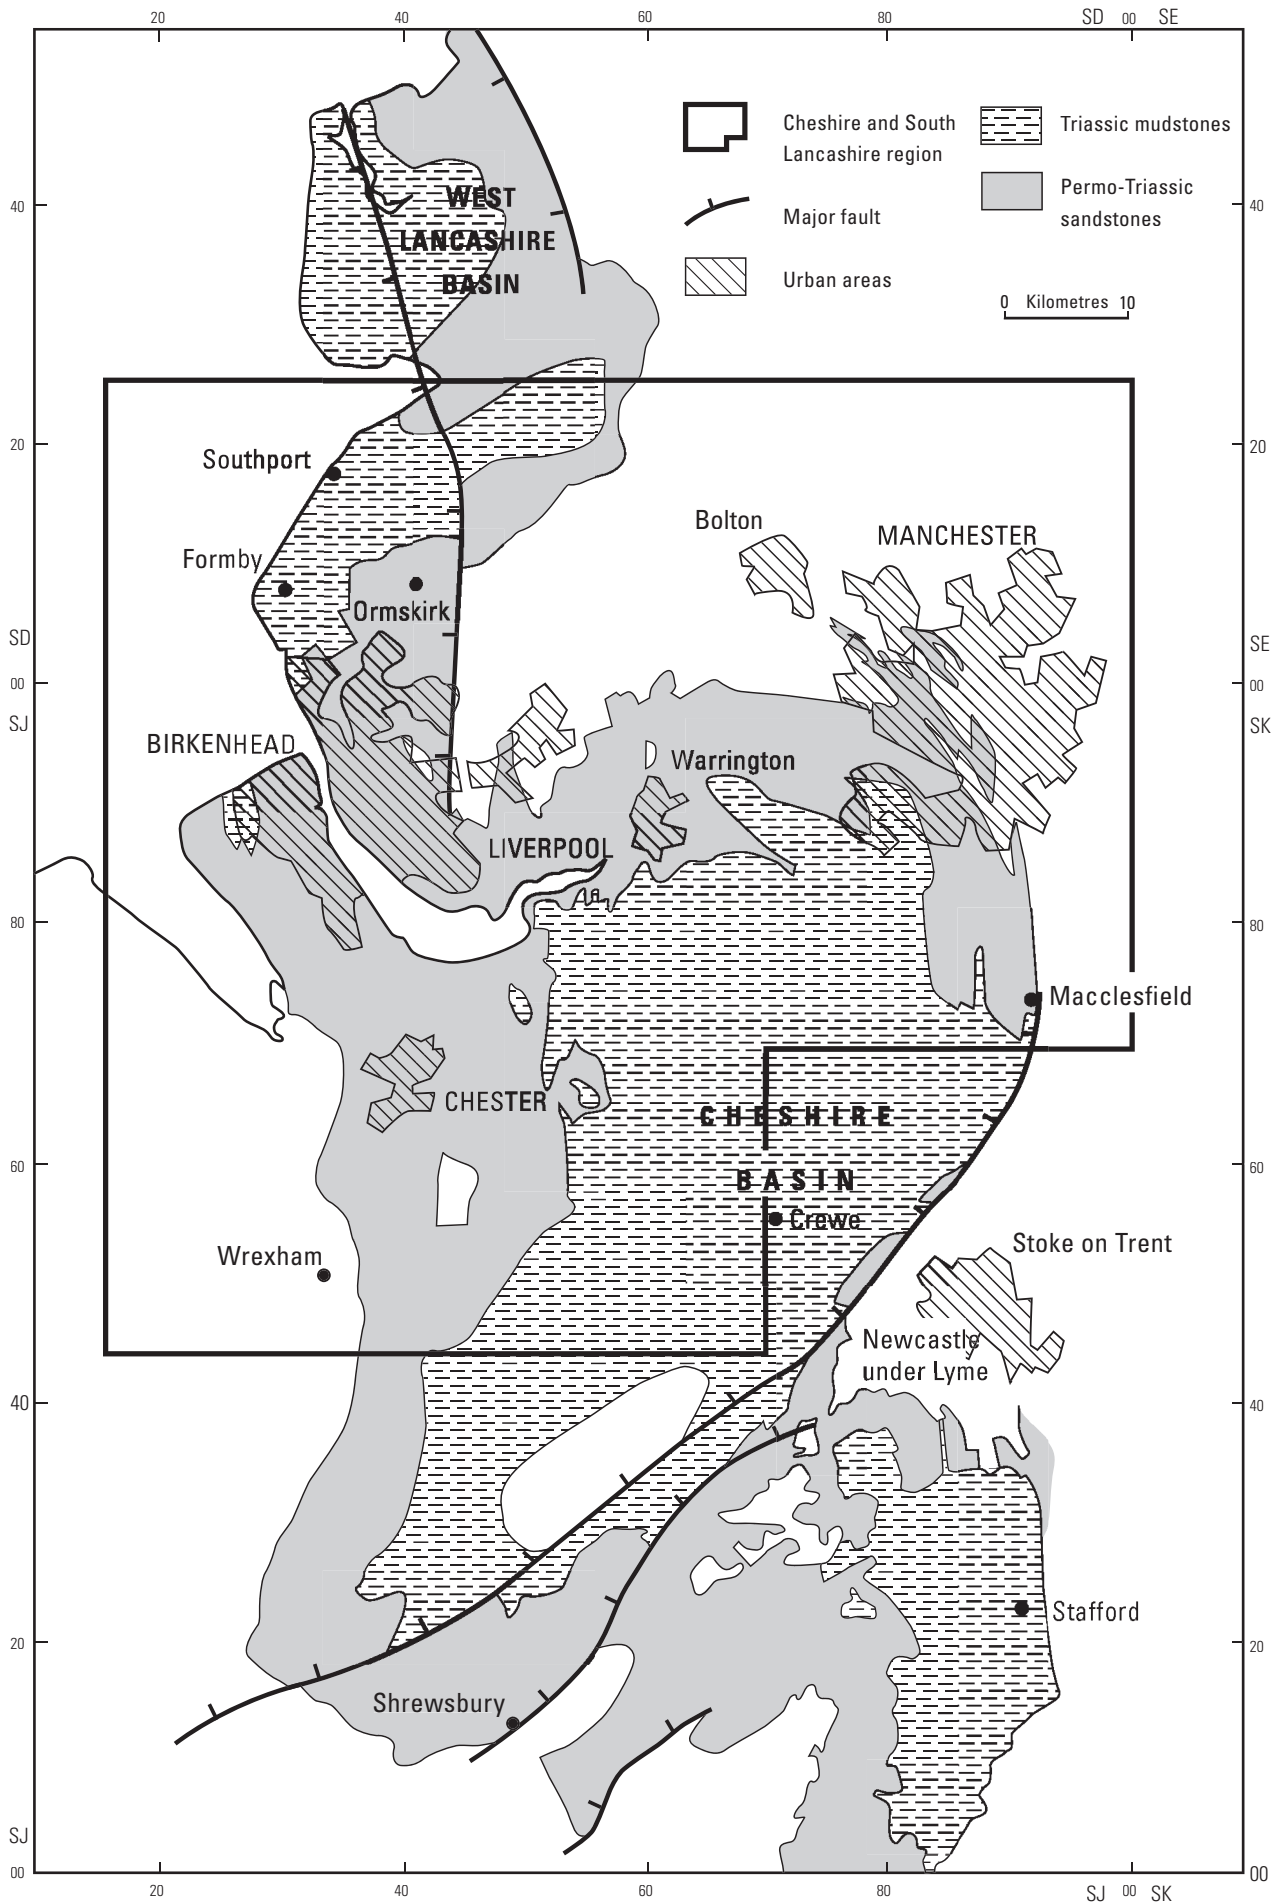 20 40 60 80 SD 00 SE
Cheshire and South
Lancashire region
Triassic mudstones
Major fault
Permo-Triassic
sandstones
Urban areas
0 Kilometres 10
40 40
WEST
LANCASHIRE
BASIN
20 20
Southport
Bolton
MANCHESTER
Formby
Ormskirk
SD SE
00 00
SJ SK
BIRKENHEAD
Warrington
LIVERPOOL
80 80
Macclesfield
CHESTER
CHESHIRE
60 60
BASIN
Crewe
Stoke on Trent
Wrexham
Newcastle
under Lyme
40 40
Stafford
20 20
Shrewsbury
SJ
00 00
20 40 60 80 00
SJ SK